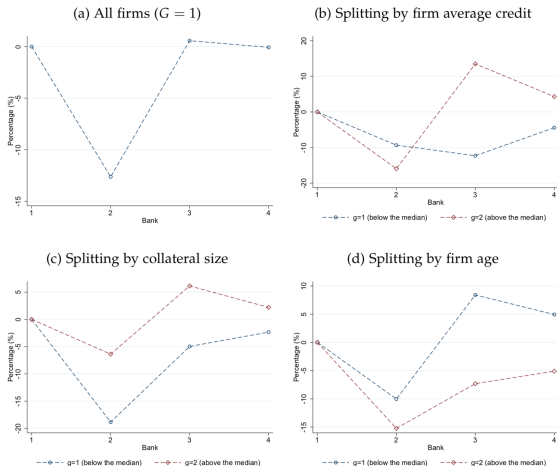 (a) All firms (G = 1)
Percentage (%)
0
-5
-10
-15
1 2 3 4
Bank
(b) Splitting by firm average credit
Percentage (%)
20
10
0
-10
-20
1 2 3 4
Bank
g=1 (below the median) g=2 (above the median)
(c) Splitting by collateral size
Percentage (%)
5
0
-5
-10
-15
-20
1 2 3 4
Bank
g=1 (below the median) g=2 (above the median)
(d) Splitting by firm age
Percentage (%)
10
5
0
-5
-10
-15
1 2 3 4
Bank
g=1 (below the median) g=2 (above the median)